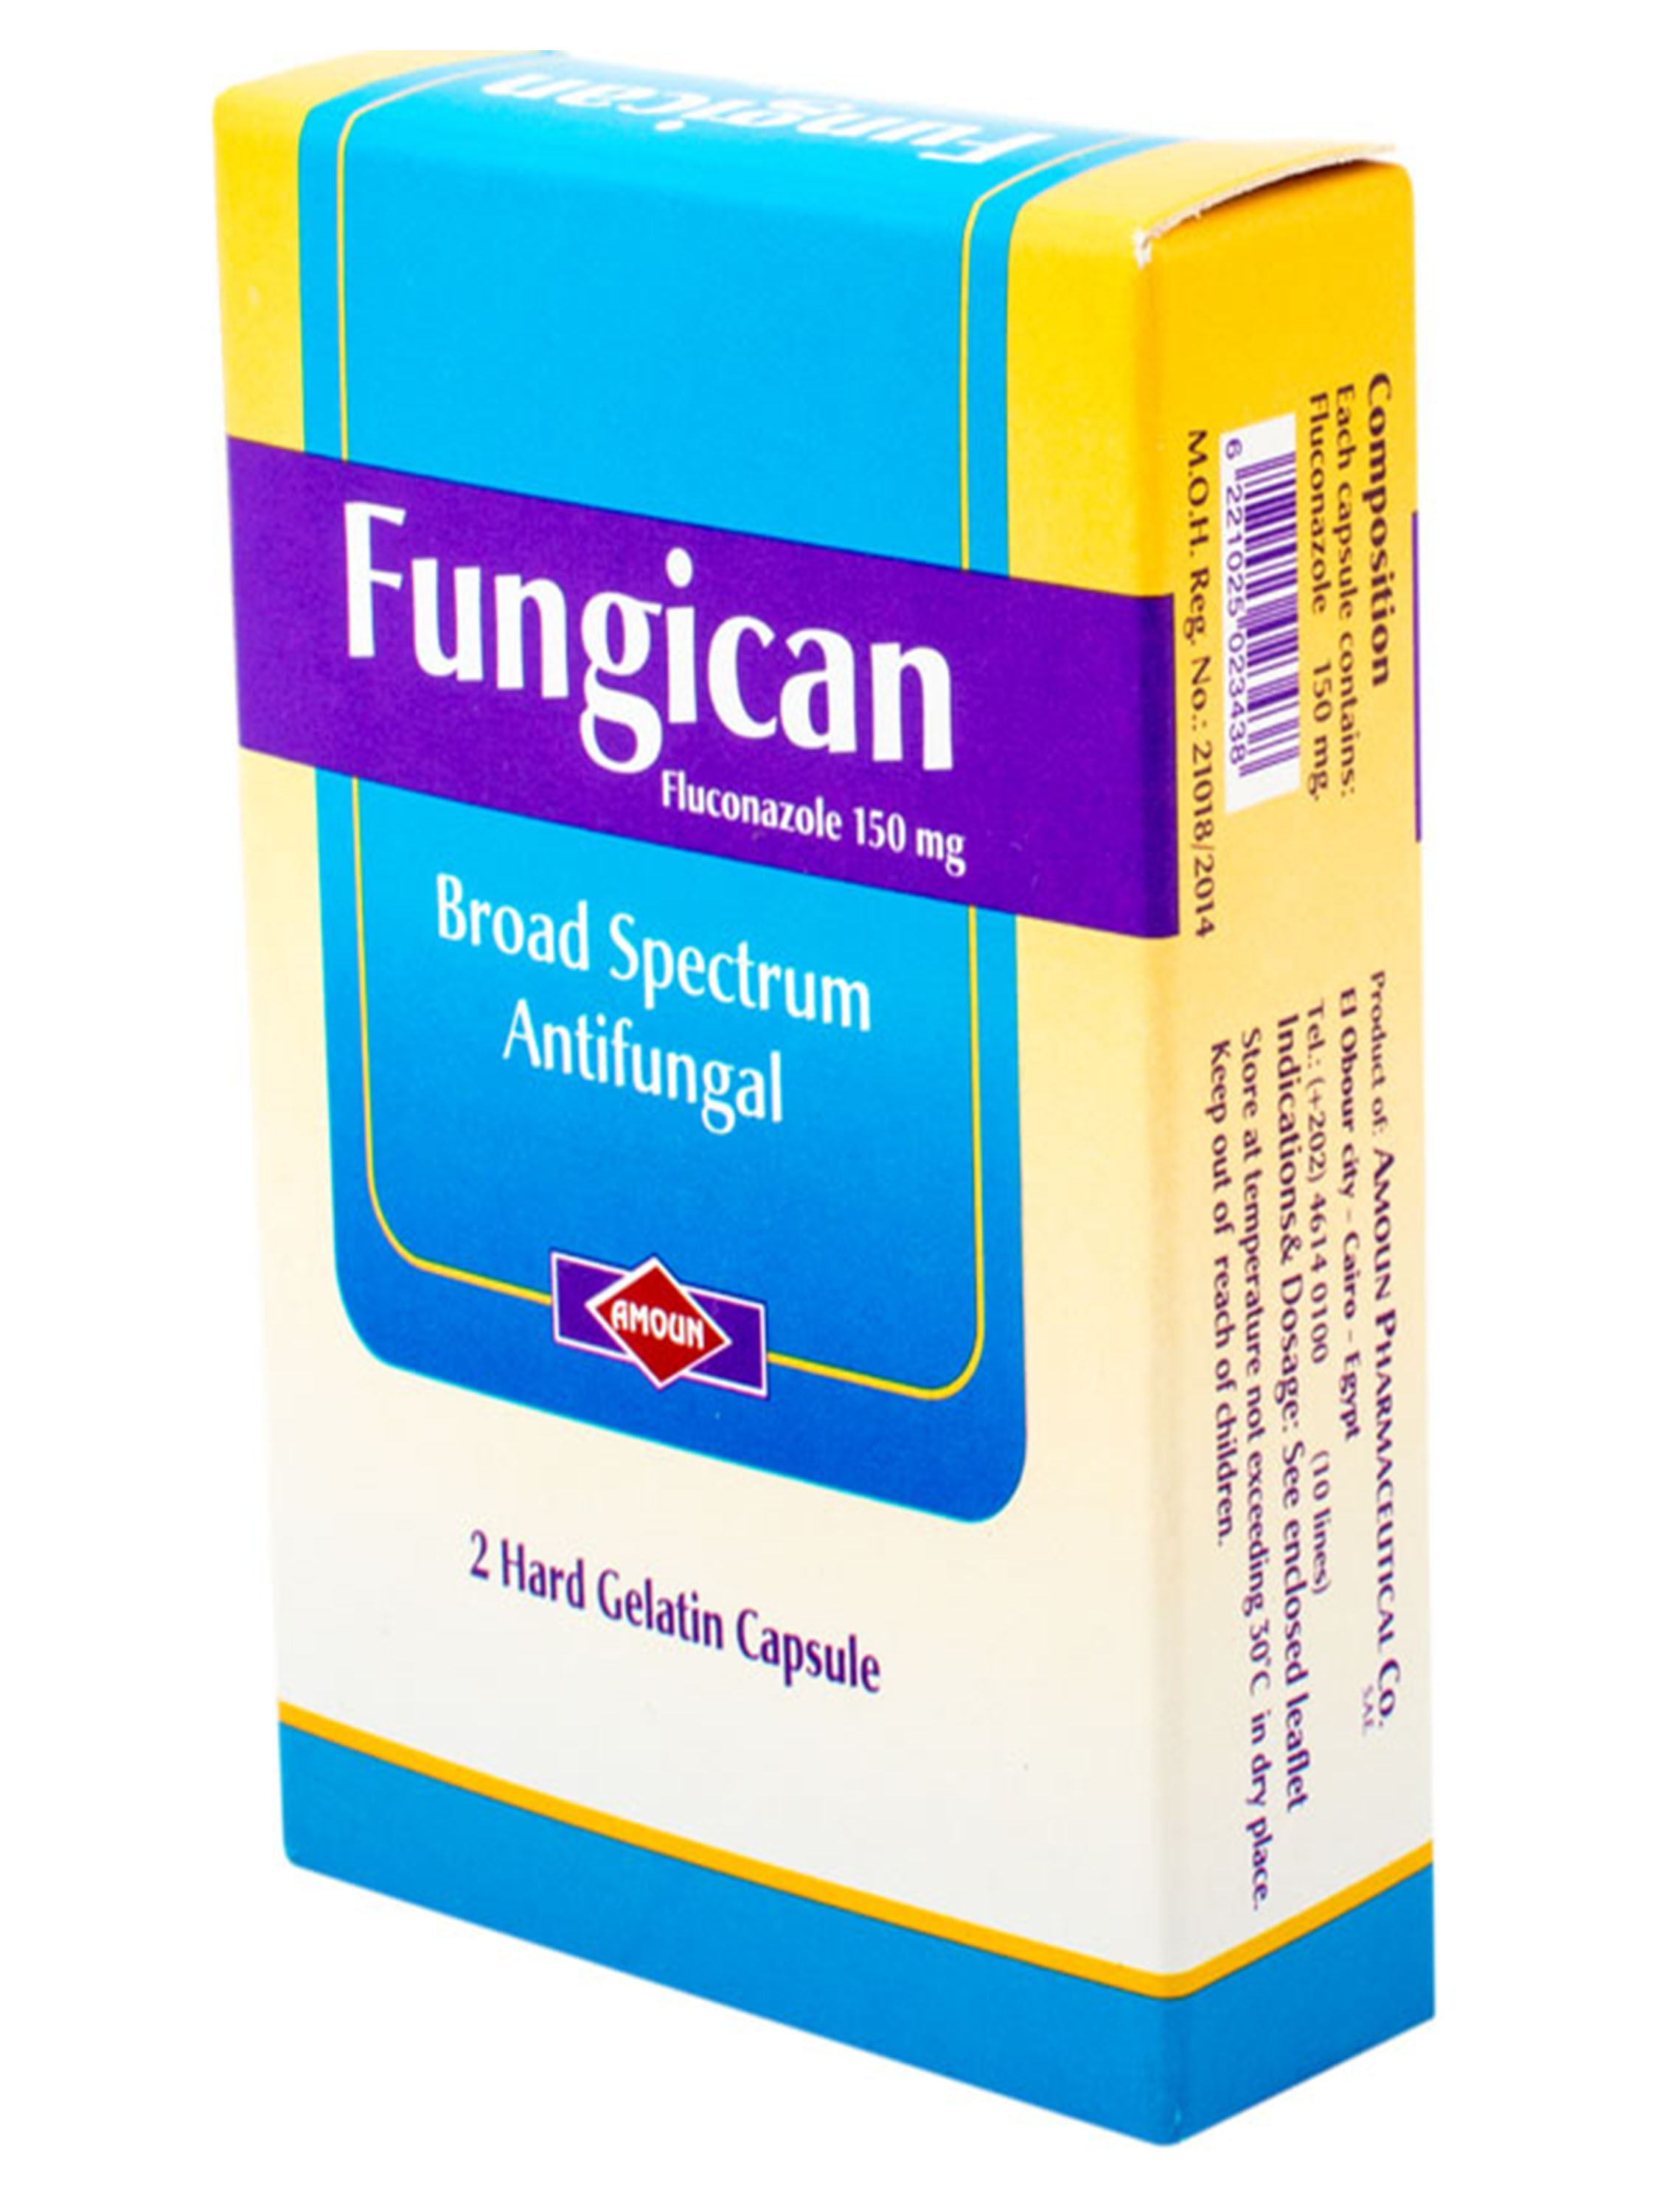 Fungican
Fungican
Fluconazole 150 mg
Broad Spectrum
Antifungal
AMOUN
2 Hard Gelatin Capsule
Composition
Each capsule contains:
Fluconazole 150 mg.
6 221025 023438
M.O.H. Reg. No.: 21018/2014
Product of: AMOUN PHARMACEUTICAL CO.
S.A.E.
El Obour city - Cairo - Egypt
Tel.: (+202) 4614 0100 (10 lines)
Indications& Dosage: See enclosed leaflet
Store at temperature not exceeding 30°C in dry place.
Keep out of reach of children.